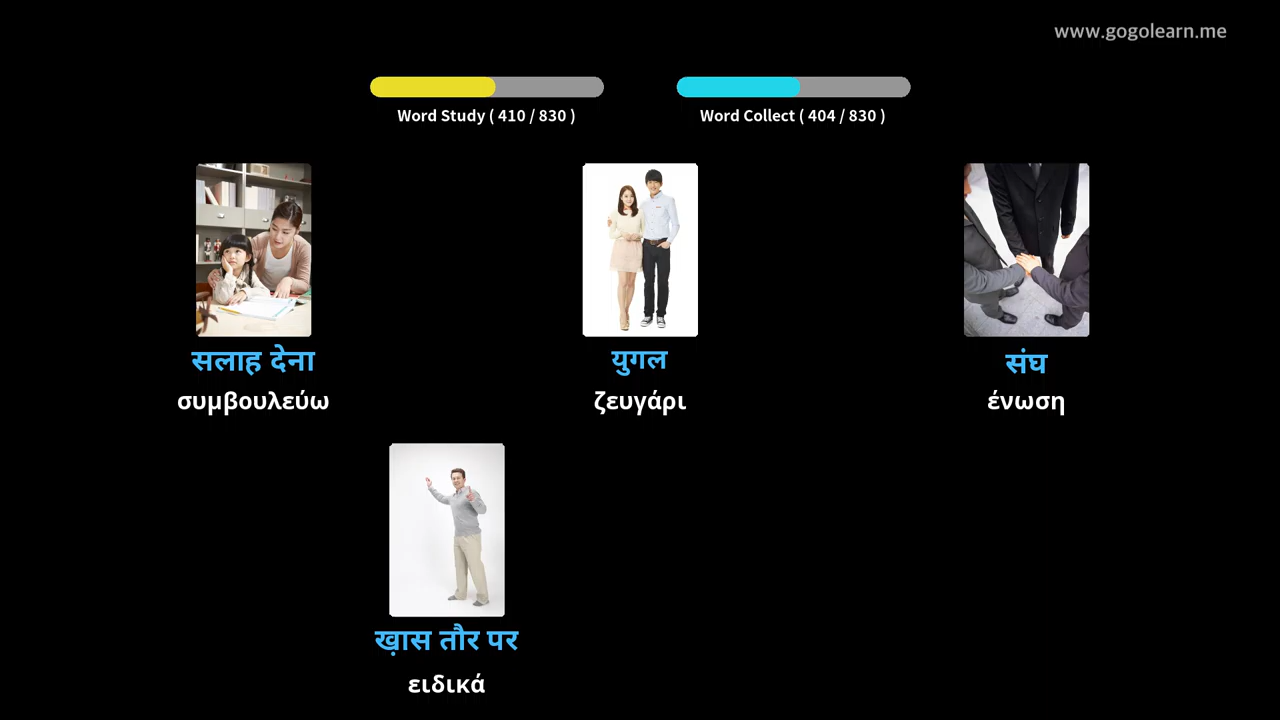 www.gogolearn.me
Word Study ( 410 / 830 )
Word Collect ( 404 / 830 )
सलाह देना
συμβουλεύω
युगल
ζευγάρι
संघ
ένωση
ख़ास तौर पर
ειδικά